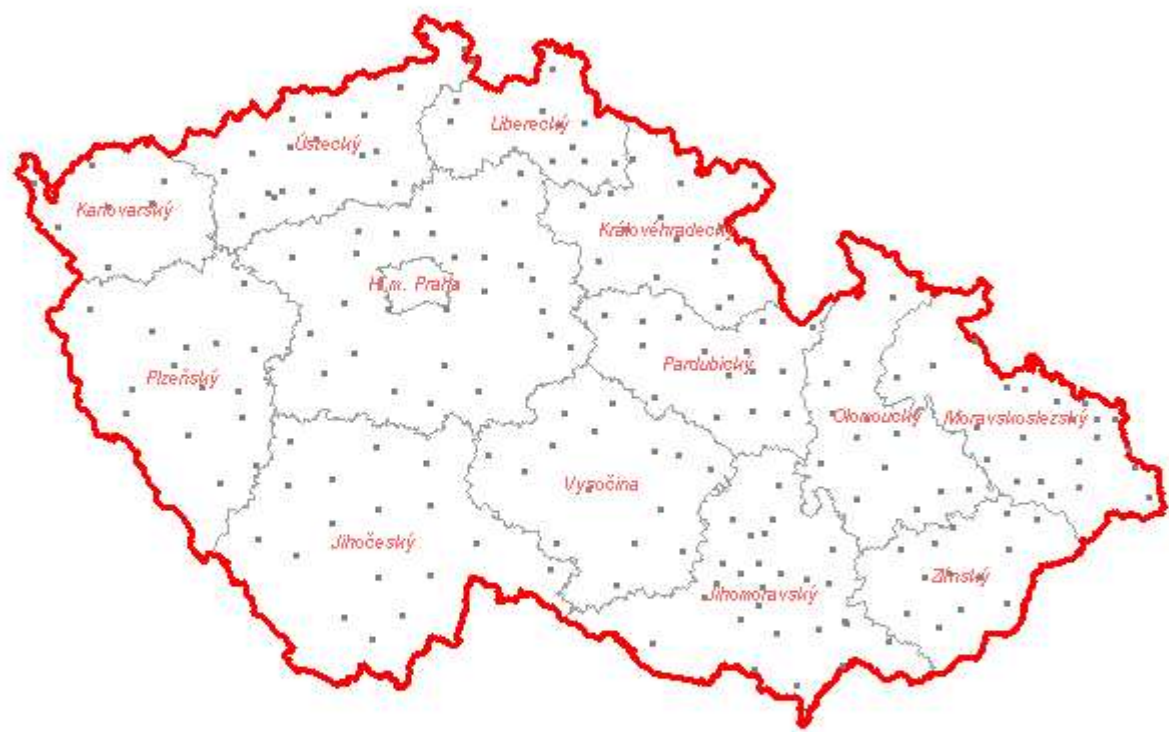 Liberecký
Ústecký
Karlovarský
Královéhradecký
Hl.m. Praha
Pardubický
Plzeňský
Olomoucký
Moravskoslezský
Vysočina
Jihočeský
Zlínský
Jihomoravský